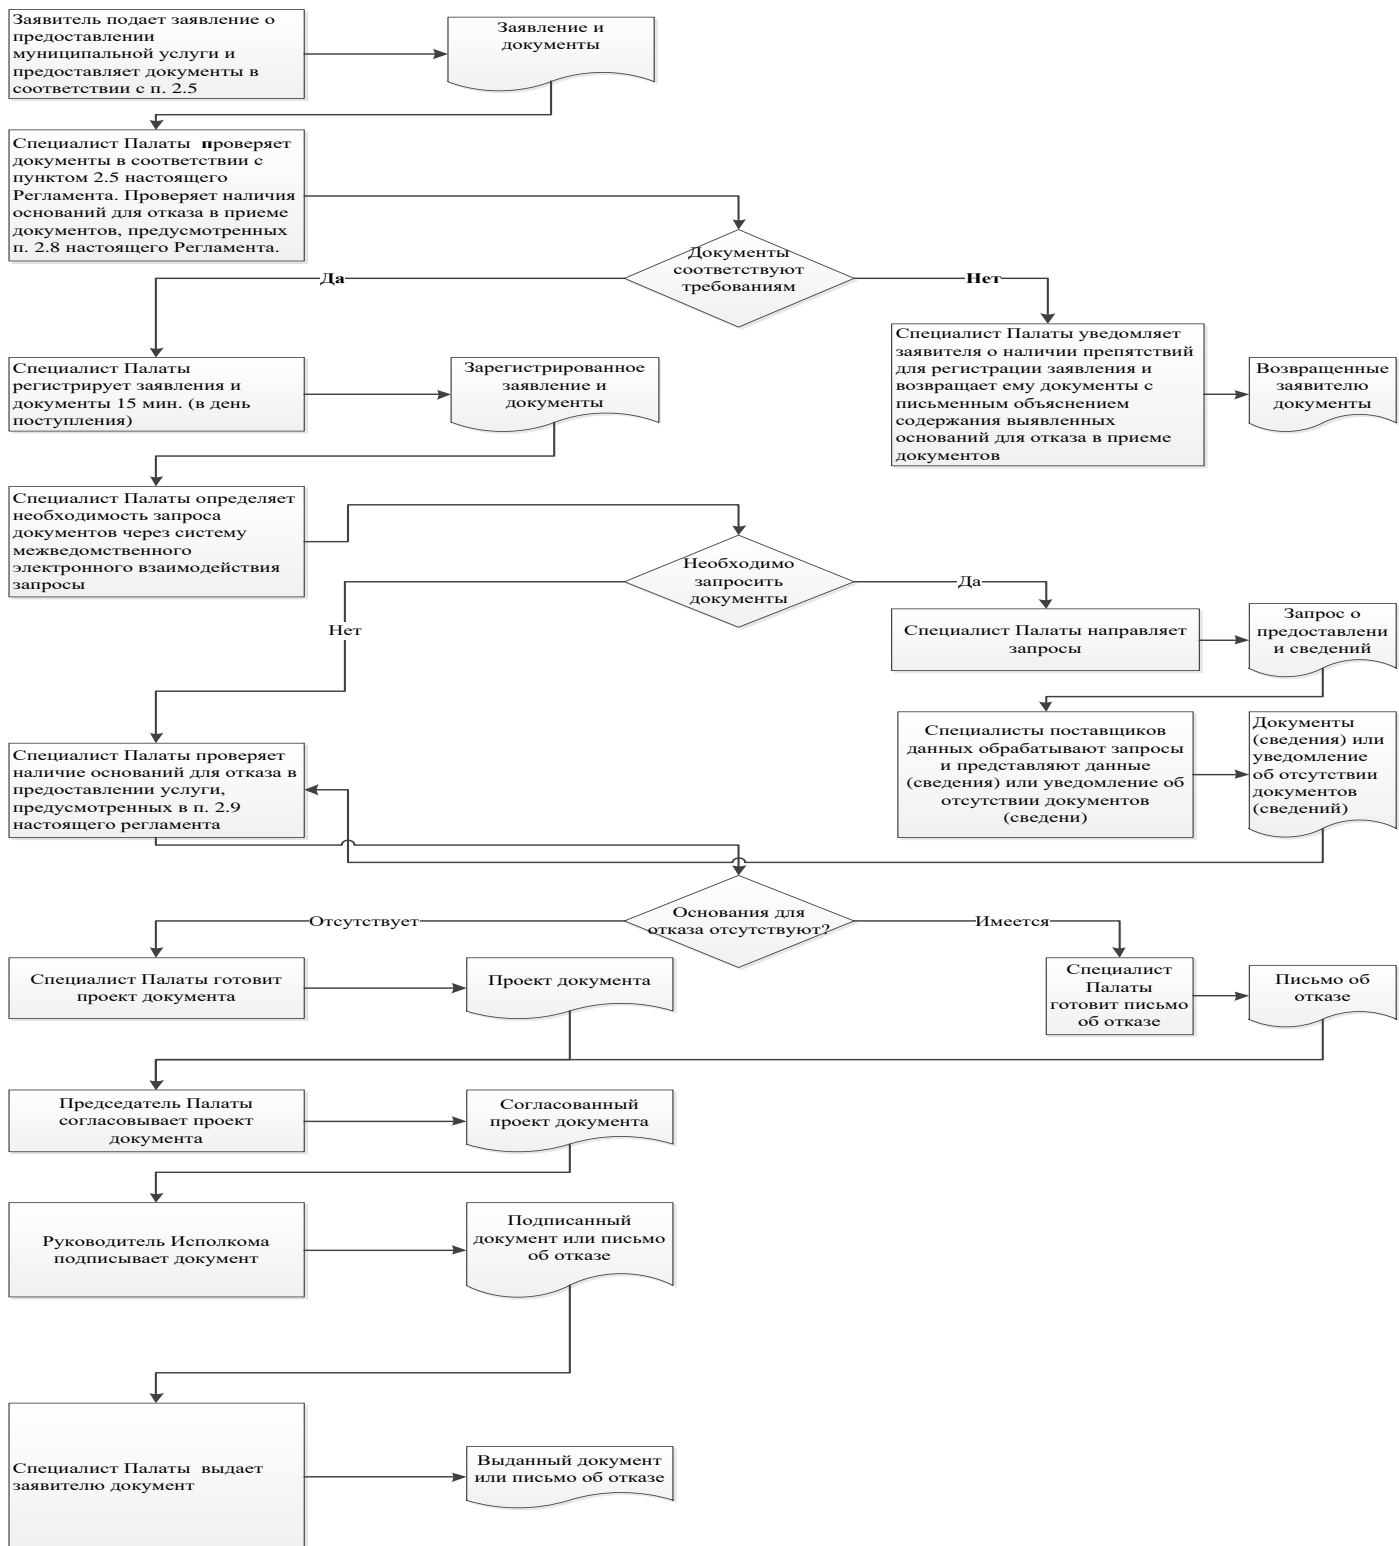 Заявитель подает заявление о
предоставлении
муниципальной услуги и
предоставляет документы в
соответствии с п. 2.5
Заявление и
документы
Специалист Палаты проверяет
документы в соответствии с
пунктом 2.5 настоящего
Регламента. Проверяет наличия
оснований для отказа в приеме
документов, предусмотренных
п. 2.8 настоящего Регламента.
Документы
соответствуют
требованиям
Да
Нет
Специалист Палаты уведомляет
заявителя о наличии препятствий
для регистрации заявления и
возвращает ему документы с
письменным объяснением
содержания выявленных
оснований для отказа в приеме
документов
Возвращенные
заявителю
документы
Специалист Палаты
регистрирует заявления и
документы 15 мин. (в день
поступления)
Зарегистрированное
заявление и
документы
Специалист Палаты определяет
необходимость запроса
документов через систему
межведомственного
электронного взаимодействия
запросы
Необходимо
запросить
документы
Да
Нет
Специалист Палаты направляет
запросы
Запрос о
предоставлени
и сведений
Специалисты поставщиков
данных обрабатывают запросы
и представляют данные
(сведения) или уведомление об
отсутствии документов
(сведени)
Документы
(сведения) или
уведомление
об отсутствии
документов
(сведений)
Специалист Палаты проверяет
наличие оснований для отказа в
предоставлении услуги,
предусмотренных в п. 2.9
настоящего регламента
Основания для
отказа отсутствуют?
Отсутствует
Имеется
Специалист Палаты готовит
проект документа
Проект документа
Специалист
Палаты
готовит письмо
об отказе
Письмо об
отказе
Председатель Палаты
согласовывает проект
документа
Согласованный
проект документа
Руководитель Исполкома
подписывает документ
Подписанный
документ или письмо
об отказе
Специалист Палаты выдает
заявителю документ
Выданный документ
или письмо об отказе